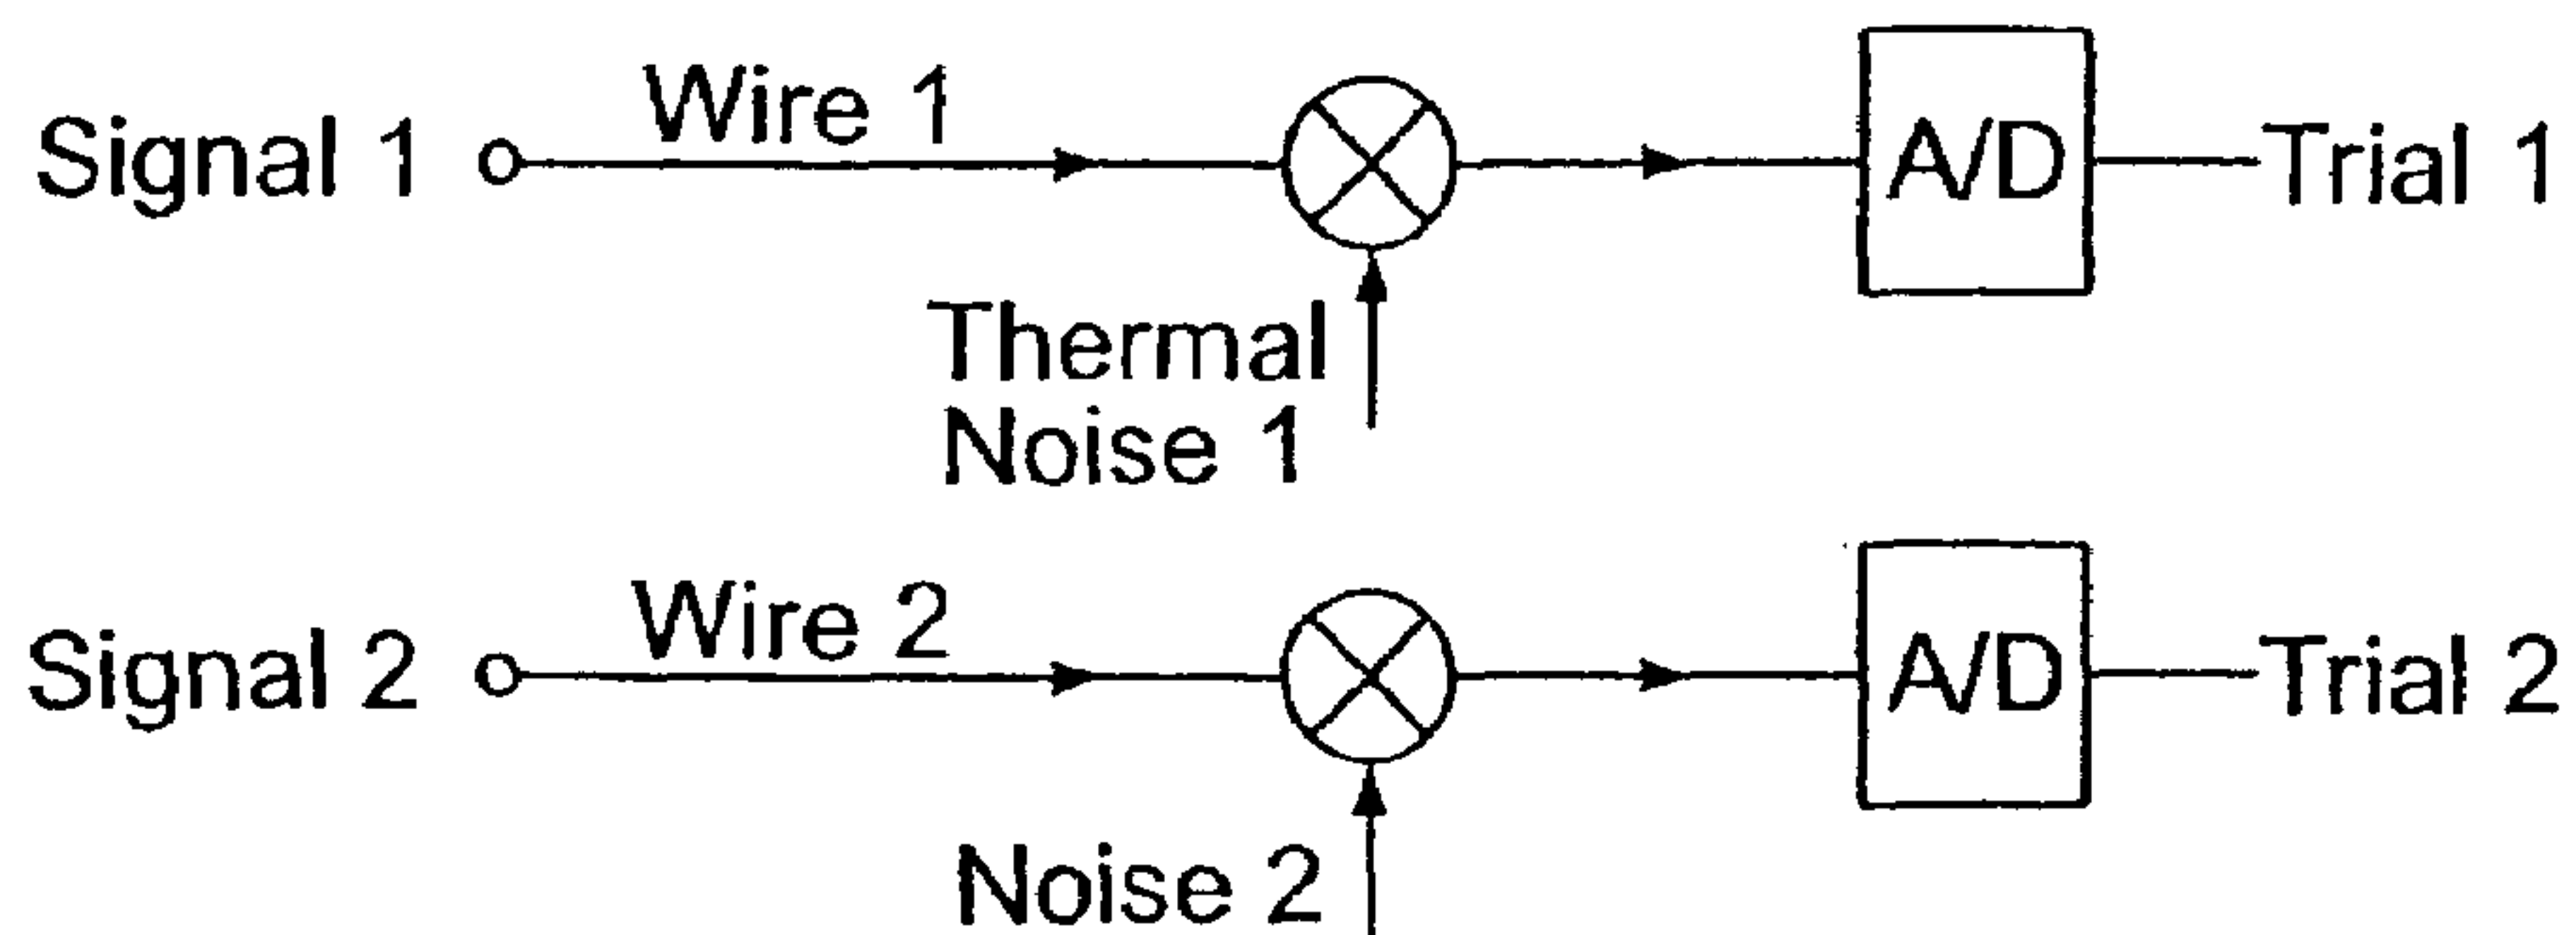 Signal 1
Wire 1
A/D
Trial 1
Thermal
Noise 1
Signal 2
Wire 2
A/D
Trial 2
Noise 2